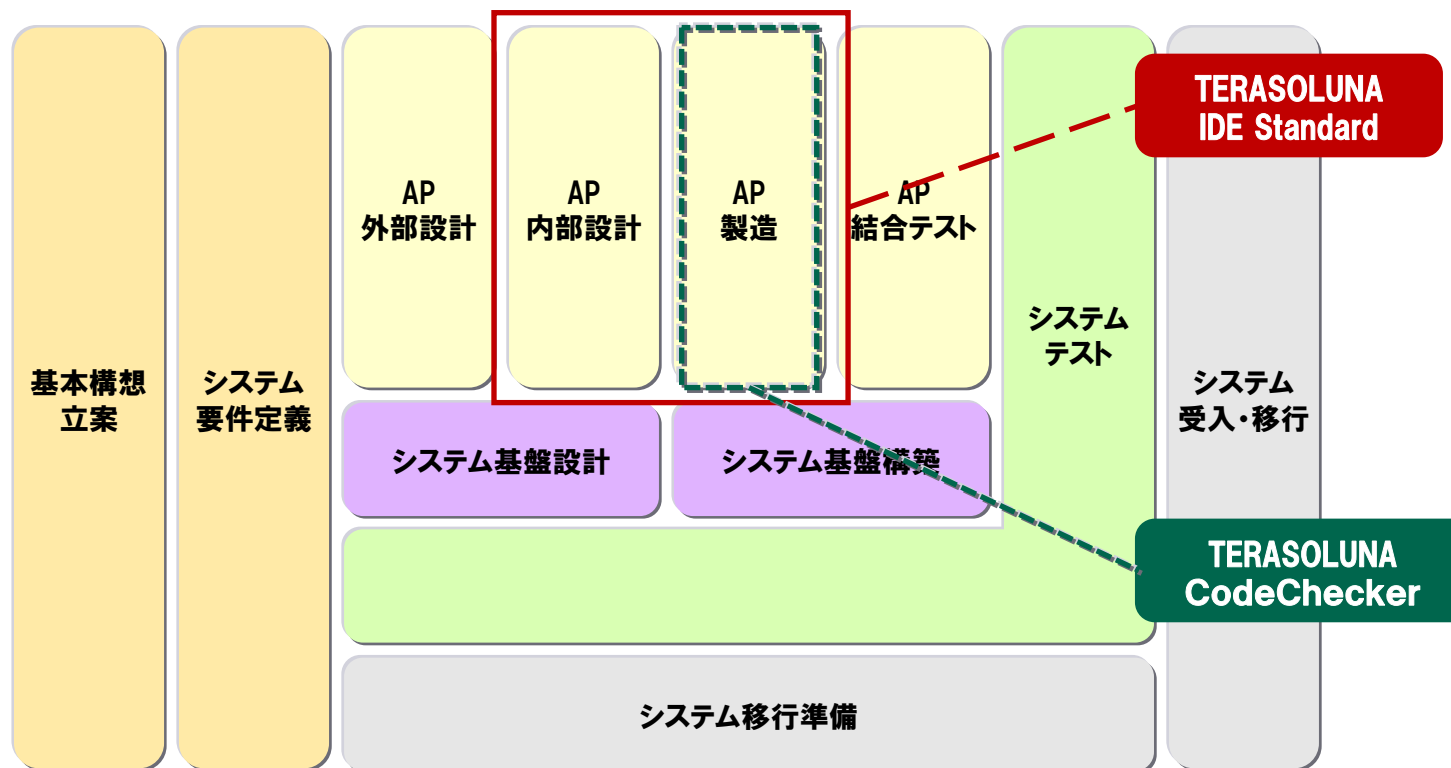 TERASOLUNA
IDE Standard
AP
外部設計
AP
内部設計
AP
製造
AP
結合テスト
システム
テスト
基本構想
立案
システム
要件定義
システム
受入・移行
システム基盤設計
システム基盤構築
TERASOLUNA
CodeChecker
システム移行準備